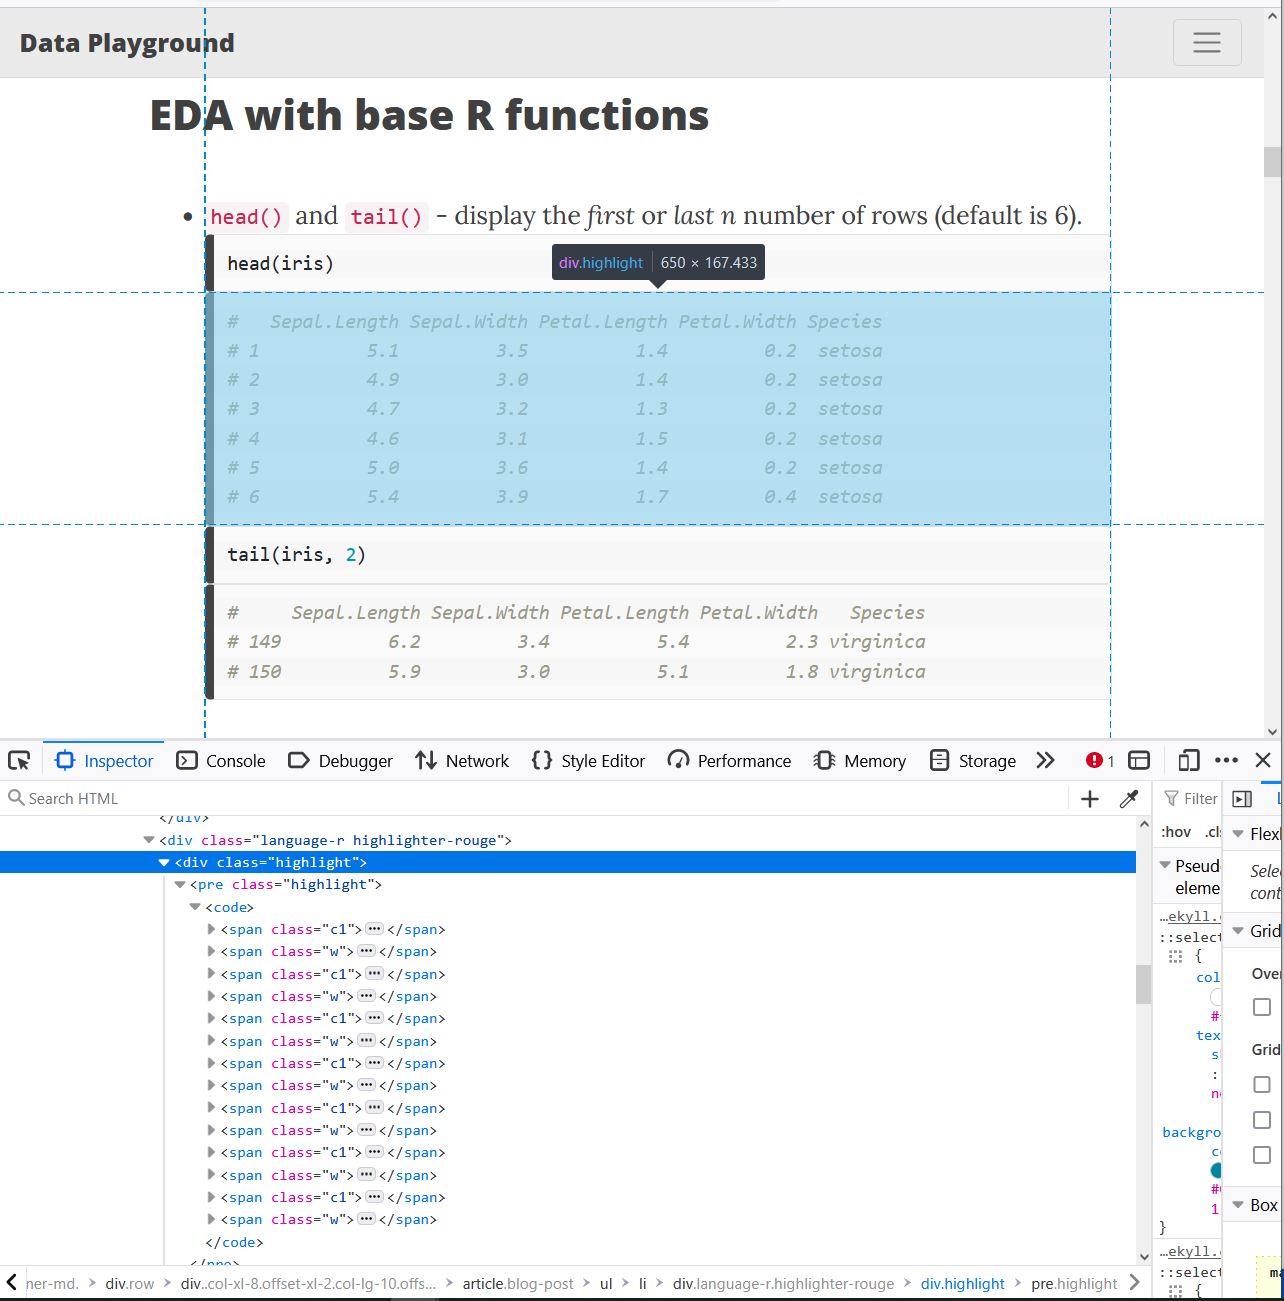 Data Playground
EDA with base R functions
• head() and tail() - display the first or last n number of rows (default is 6).
head(iris)
div.highlight 650 × 167.433
#   Sepal.Length Sepal.Width Petal.Length Petal.Width Species
# 1          5.1         3.5          1.4         0.2  setosa
# 2          4.9         3.0          1.4         0.2  setosa
# 3          4.7         3.2          1.3         0.2  setosa
# 4          4.6         3.1          1.5         0.2  setosa
# 5          5.0         3.6          1.4         0.2  setosa
# 6          5.4         3.9          1.7         0.4  setosa
tail(iris, 2)
#     Sepal.Length Sepal.Width Petal.Length Petal.Width   Species
# 149          6.2         3.4          5.4         2.3 virginica
# 150          5.9         3.0          5.1         1.8 virginica
Inspector Console Debugger Network Style Editor Performance Memory Storage 1
Search HTML
</div>
<div class="language-r highlighter-rouge">
<div class="highlight">
<pre class="highlight">
<code>
<span class="c1">···</span>
<span class="w">···</span>
<span class="c1">···</span>
<span class="w">···</span>
<span class="c1">···</span>
<span class="w">···</span>
<span class="c1">···</span>
<span class="w">···</span>
<span class="c1">···</span>
<span class="w">···</span>
<span class="c1">···</span>
<span class="w">···</span>
<span class="c1">···</span>
<span class="w">···</span>
</code>
</pre>
ner-md. div.row div..col-xl-8.offset-xl-2.col-lg-10.offs... article.blog-post ul li div.language-r.highlighter-rouge div.highlight pre.highlight
Filter
:hov .cl
Pseud
eleme
…ekyll.
::select
{
col
#
tex
s
:
n
backgro
c
#
1
}
…ekyll.
::select
{
L
Flex
Sele
cont
Grid
Over
Grid
Box
ma